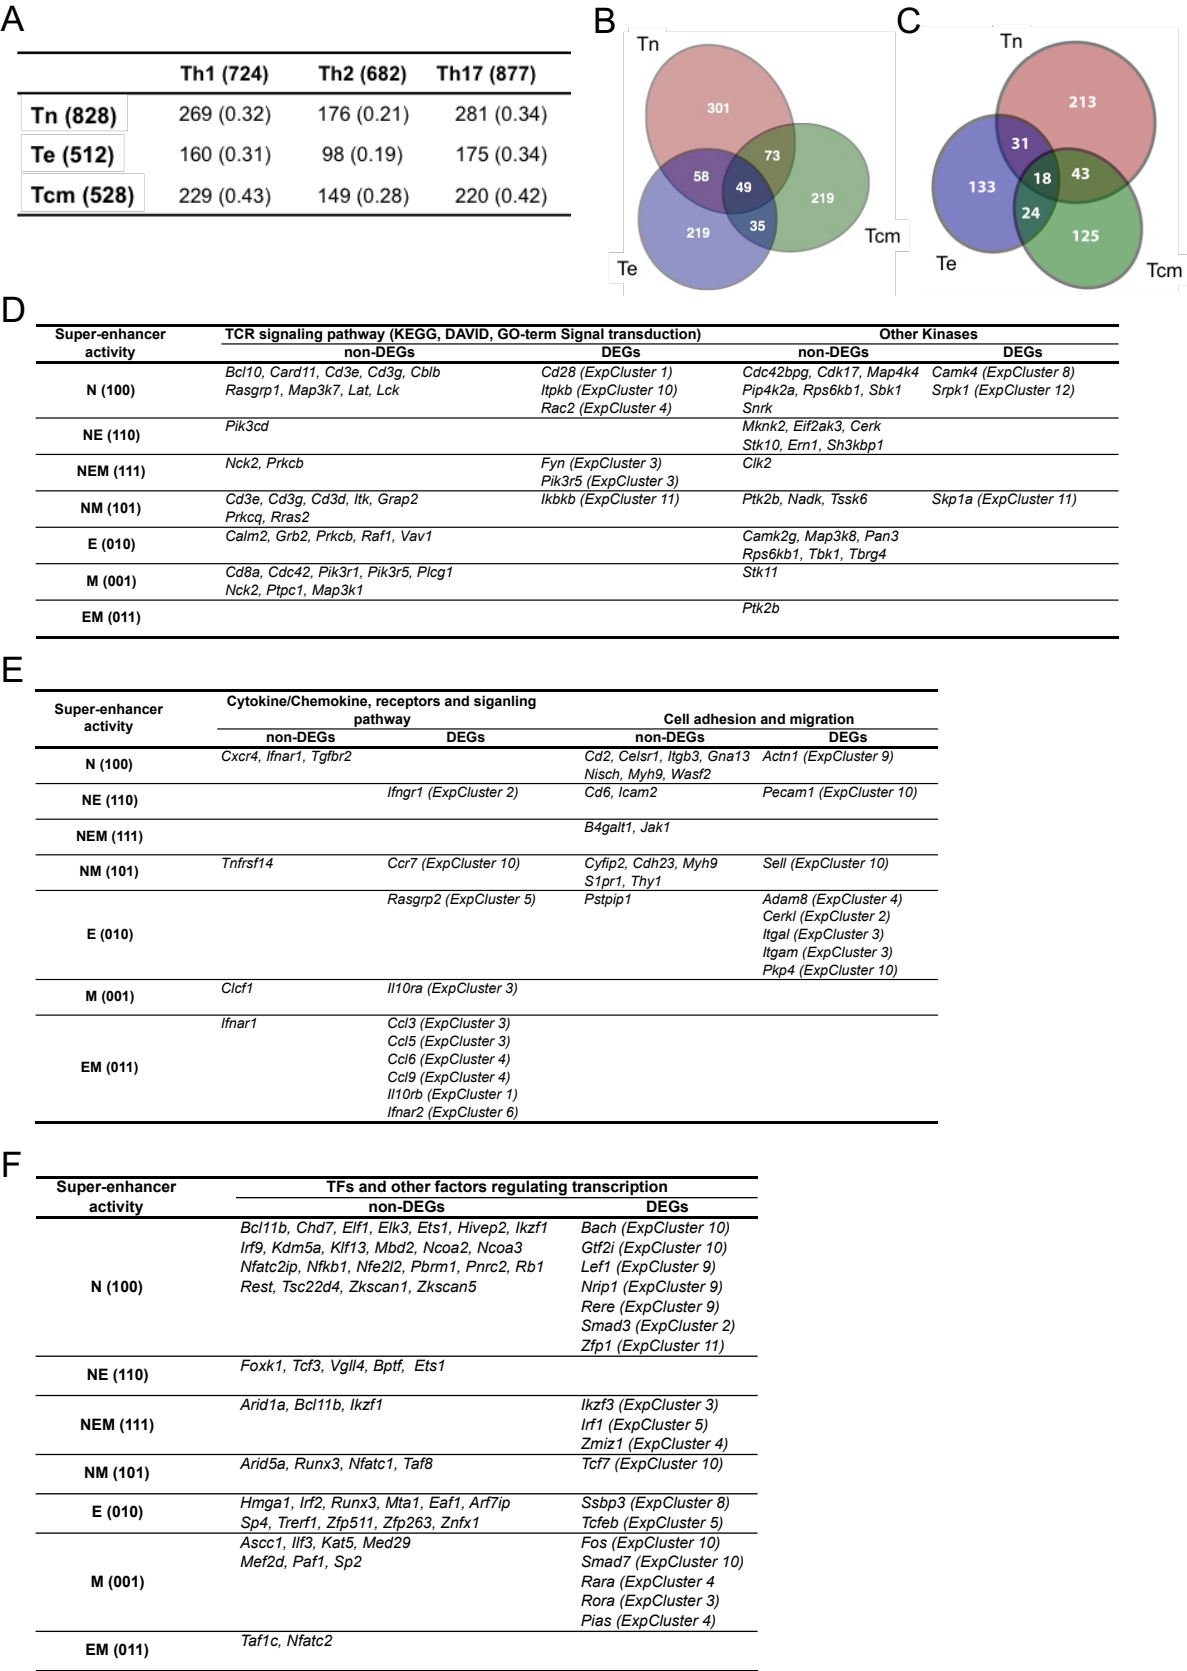 A
Th1 (724) Th2 (682) Th17 (877)
Tn (828) 269 (0.32) 176 (0.21) 281 (0.34)
Te (512) 160 (0.31) 98 (0.19) 175 (0.34)
Tcm (528) 229 (0.43) 149 (0.28) 220 (0.42)
B
Tn
301
73
58
49
219
219
35
Tcm
Te
C
Tn
213
31
133
18
43
24
125
Te
Tcm
D
Super-enhancer activity TCR signaling pathway (KEGG, DAVID, GO-term Signal transduction) Other Kinases
non-DEGs DEGs non-DEGs DEGs
N (100)
Bcl10, Card11, Cd3e, Cd3g, Cblb Cd28 (ExpCluster 1) Cdc42bpg, Cdk17, Map4k4 Camk4 (ExpCluster 8)
Rasgrp1, Map3k7, Lat, Lck Itpkb (ExpCluster 10) Pip4k2a, Rps6kb1, Sbk1 Srpk1 (ExpCluster 12)
Rac2 (ExpCluster 4) Snrk
NE (110)
Pik3cd Mknk2, Eif2ak3, Cerk
Stk10, Ern1, Sh3kbp1
NEM (111)
Nck2, Prkcb Fyn (ExpCluster 3) Clk2
Pik3r5 (ExpCluster 3)
NM (101)
Cd3e, Cd3g, Cd3d, Itk, Grap2 Ikbkb (ExpCluster 11) Ptk2b, Nadk, Tssk6 Skp1a (ExpCluster 11)
Prkcq, Rras2
E (010)
Calm2, Grb2, Prkcb, Raf1, Vav1 Camk2g, Map3k8, Pan3
Rps6kb1, Tbk1, Tbrg4
M (001)
Cd8a, Cdc42, Pik3r1, Pik3r5, Plcg1 Stk11
Nck2, Ptpc1, Map3k1
EM (011)
Ptk2b
E
Super-enhancer activity
Cytokine/Chemokine, receptors and siganling
pathway Cell adhesion and migration
non-DEGs DEGs non-DEGs DEGs
N (100)
Cxcr4, Ifnar1, Tgfbr2 Cd2, Celsr1, Itgb3, Gna13 Actn1 (ExpCluster 9)
Nisch, Myh9, Wasf2
NE (110)
Ifngr1 (ExpCluster 2) Cd6, Icam2 Pecam1 (ExpCluster 10)
NEM (111)
B4galt1, Jak1
NM (101)
Tnfrsf14 Ccr7 (ExpCluster 10) Cyfip2, Cdh23, Myh9 Sell (ExpCluster 10)
S1pr1, Thy1
E (010)
Rasgrp2 (ExpCluster 5) Pstpip1 Adam8 (ExpCluster 4)
Cerkl (ExpCluster 2)
Itgal (ExpCluster 3)
Itgam (ExpCluster 3)
Pkp4 (ExpCluster 10)
M (001)
Clcf1 Il10ra (ExpCluster 3)
EM (011)
Ifnar1 Ccl3 (ExpCluster 3)
Ccl5 (ExpCluster 3)
Ccl6 (ExpCluster 4)
Ccl9 (ExpCluster 4)
Il10rb (ExpCluster 1)
Ifnar2 (ExpCluster 6)
F
Super-enhancer activity TFs and other factors regulating transcription
non-DEGs DEGs
N (100)
Bcl11b, Chd7, Elf1, Elk3, Ets1, Hivep2, Ikzf1 Bach (ExpCluster 10)
Irf9, Kdm5a, Klf13, Mbd2, Ncoa2, Ncoa3 Gtf2i (ExpCluster 10)
Nfatc2ip, Nfkb1, Nfe2l2, Pbrm1, Pnrc2, Rb1 Lef1 (ExpCluster 9)
Rest, Tsc22d4, Zkscan1, Zkscan5 Nrip1 (ExpCluster 9)
Rere (ExpCluster 9)
Smad3 (ExpCluster 2)
Zfp1 (ExpCluster 11)
NE (110)
Foxk1, Tcf3, Vgll4, Bptf, Ets1
NEM (111)
Arid1a, Bcl11b, Ikzf1 Ikzf3 (ExpCluster 3)
Irf1 (ExpCluster 5)
Zmiz1 (ExpCluster 4)
NM (101)
Arid5a, Runx3, Nfatc1, Taf8 Tcf7 (ExpCluster 10)
E (010)
Hmga1, Irf2, Runx3, Mta1, Eaf1, Arf7ip Ssbp3 (ExpCluster 8)
Sp4, Trerf1, Zfp511, Zfp263, Znfx1 Tcfeb (ExpCluster 5)
M (001)
Ascc1, Ilf3, Kat5, Med29 Fos (ExpCluster 10)
Mef2d, Paf1, Sp2 Smad7 (ExpCluster 10)
Rara (ExpCluster 4
Rora (ExpCluster 3)
Pias (ExpCluster 4)
EM (011)
Taf1c, Nfatc2